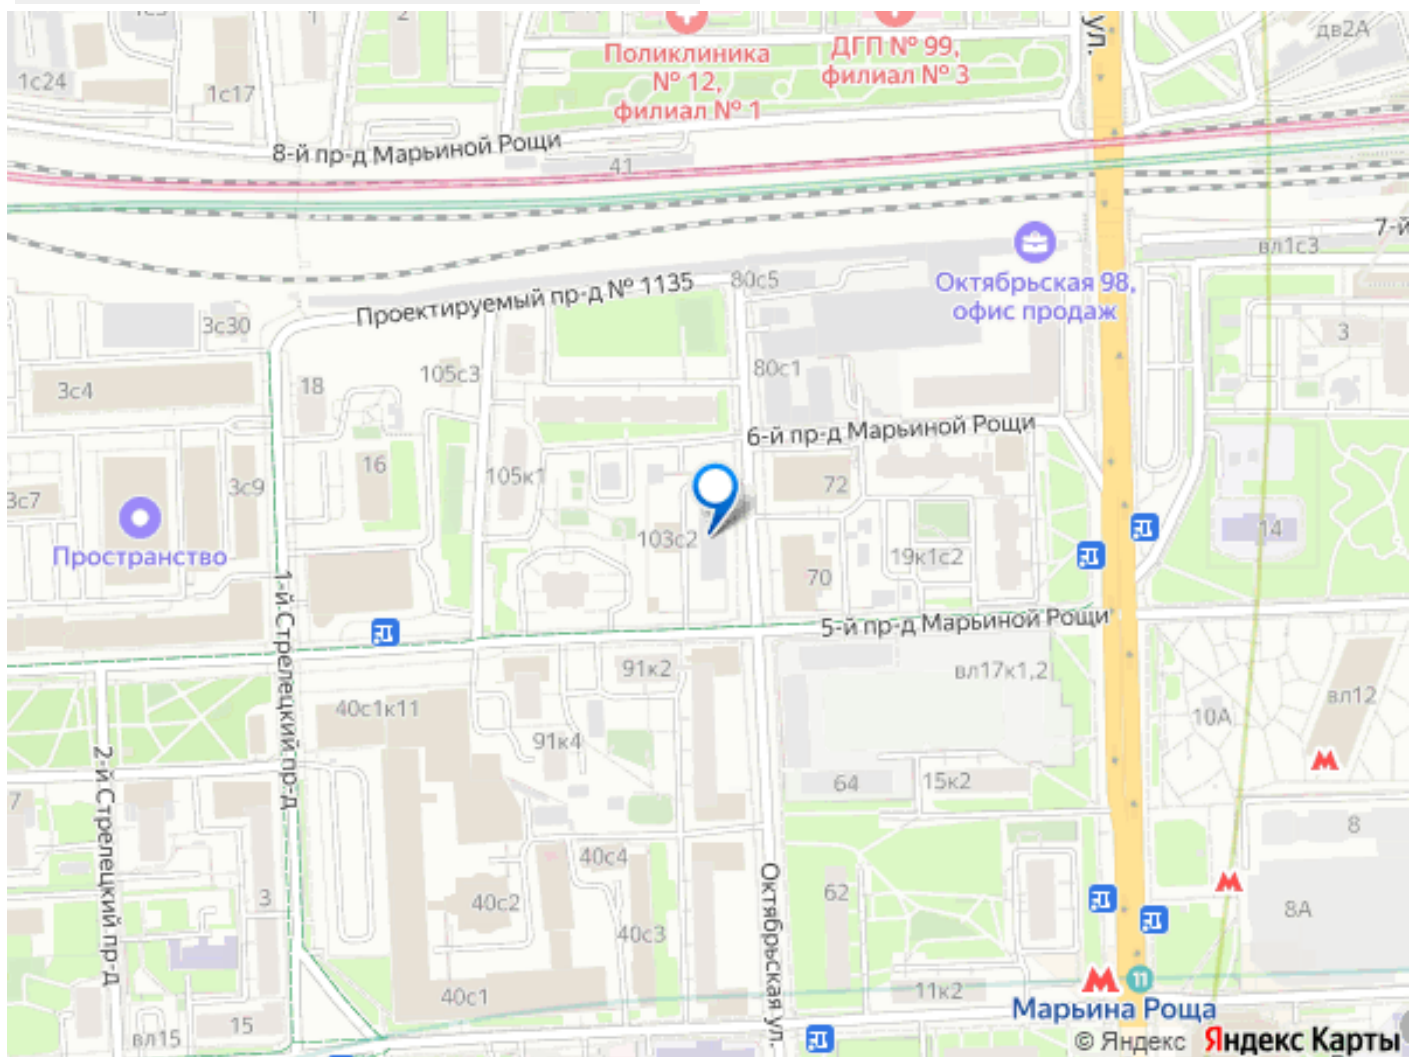 2
1
1с24
1с17
Поликлиника
№ 12,
филиал № 1
ДГП № 99,
филиал № 3
ул.
дв2А
8-й пр-д Марьиной Рощи
41
7-й
вл1с3
Октябрьская 98,
офис продаж
80с5
Проектируемый пр-д № 1135
3с30
3
80с1
105с3
18
3с4
6-й пр-д Марьиной Рощи
16
105к1
72
3с9
3с7
14
103с2
Пространство
19к1с2
70
1-й Стрелецкий пр-д
5-й пр-д Марьиной Рощи
91к2
вл17к1,2
вл12
40с1к11
10А
91к4
2-й Стрелецкий пр-д
64
15к2
7
8
40с4
Октябрьская ул.
62
3
40с2
8А
40с3
40с1
11к2
11
Марьина Роща
15
вл15
© Яндекс Яндекс Карты